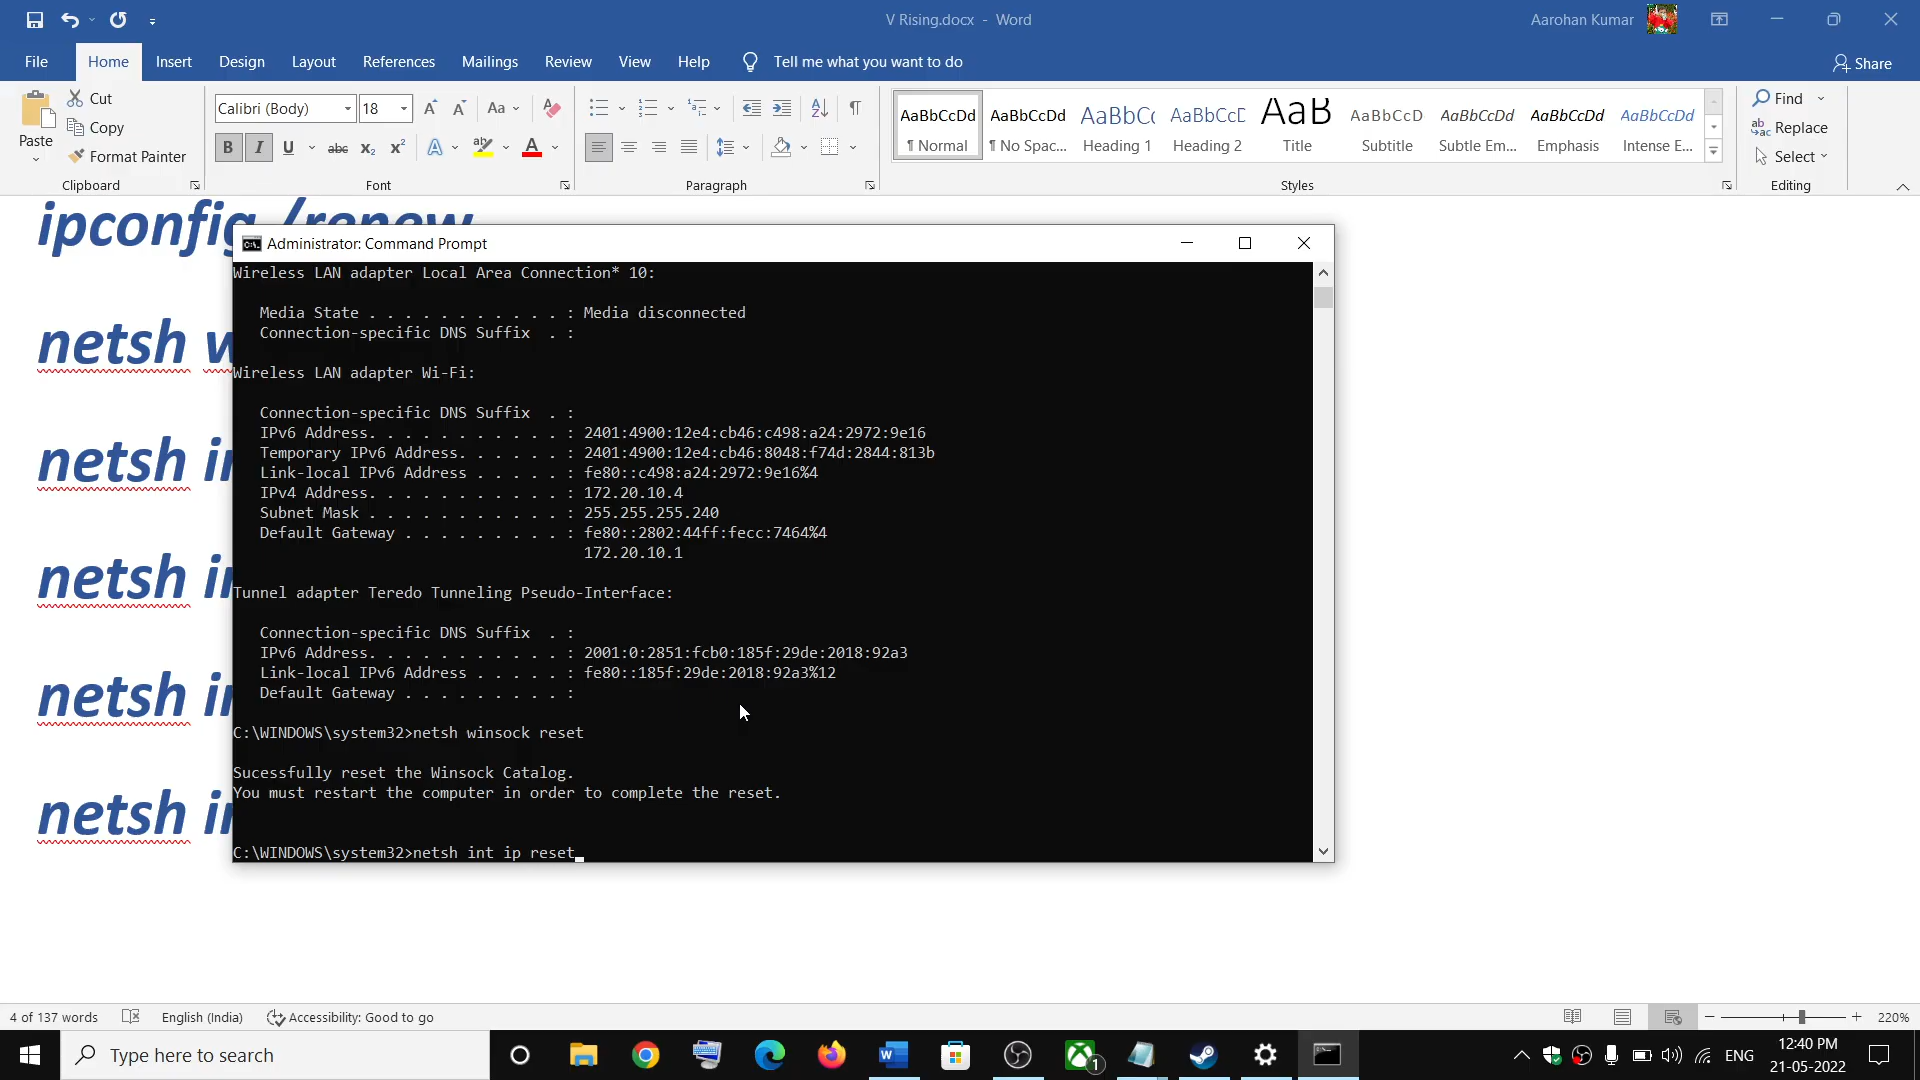 V Rising.docx - Word
Aarohan Kumar
File Home Insert Design Layout References Mailings Review View Help Tell me what you want to do Share
Paste
Cut
Copy
Format Painter
Clipboard
Calibri (Body) 18
Font
Paragraph
AaBbCcDd AaBbCcDd AaBbCc AaBbCcC AaB AaBbCcD AaBbCcDd AaBbCcDd AaBbCcDd
¶ Normal ¶ No Spac... Heading 1 Heading 2 Title Subtitle Subtle Em... Emphasis Intense E...
Styles
Find
Replace
Select
Editing
ipconfig /renew
netsh w
netsh in
netsh in
netsh in
netsh in
Administrator: Command Prompt
Wireless LAN adapter Local Area Connection* 10:
Media State . . . . . . . . . . . : Media disconnected
Connection-specific DNS Suffix . :
Wireless LAN adapter Wi-Fi:
Connection-specific DNS Suffix . :
IPv6 Address. . . . . . . . . . . : 2401:4900:12e4:cb46:c498:a24:2972:9e16
Temporary IPv6 Address. . . . . . : 2401:4900:12e4:cb46:8048:f74d:2844:813b
Link-local IPv6 Address . . . . . : fe80::c498:a24:2972:9e16%4
IPv4 Address. . . . . . . . . . . : 172.20.10.4
Subnet Mask . . . . . . . . . . . : 255.255.255.240
Default Gateway . . . . . . . . . : fe80::2802:44ff:fecc:7464%4
172.20.10.1
Tunnel adapter Teredo Tunneling Pseudo-Interface:
Connection-specific DNS Suffix . :
IPv6 Address. . . . . . . . . . . : 2001:0:2851:fcb0:185f:29de:2018:92a3
Link-local IPv6 Address . . . . . : fe80::185f:29de:2018:92a3%12
Default Gateway . . . . . . . . . :
C:\WINDOWS\system32>netsh winsock reset
Sucessfully reset the Winsock Catalog.
You must restart the computer in order to complete the reset.
C:\WINDOWS\system32>netsh int ip reset
4 of 137 words English (India) Accessibility: Good to go 220%
Type here to search
ENG
12:40 PM
21-05-2022